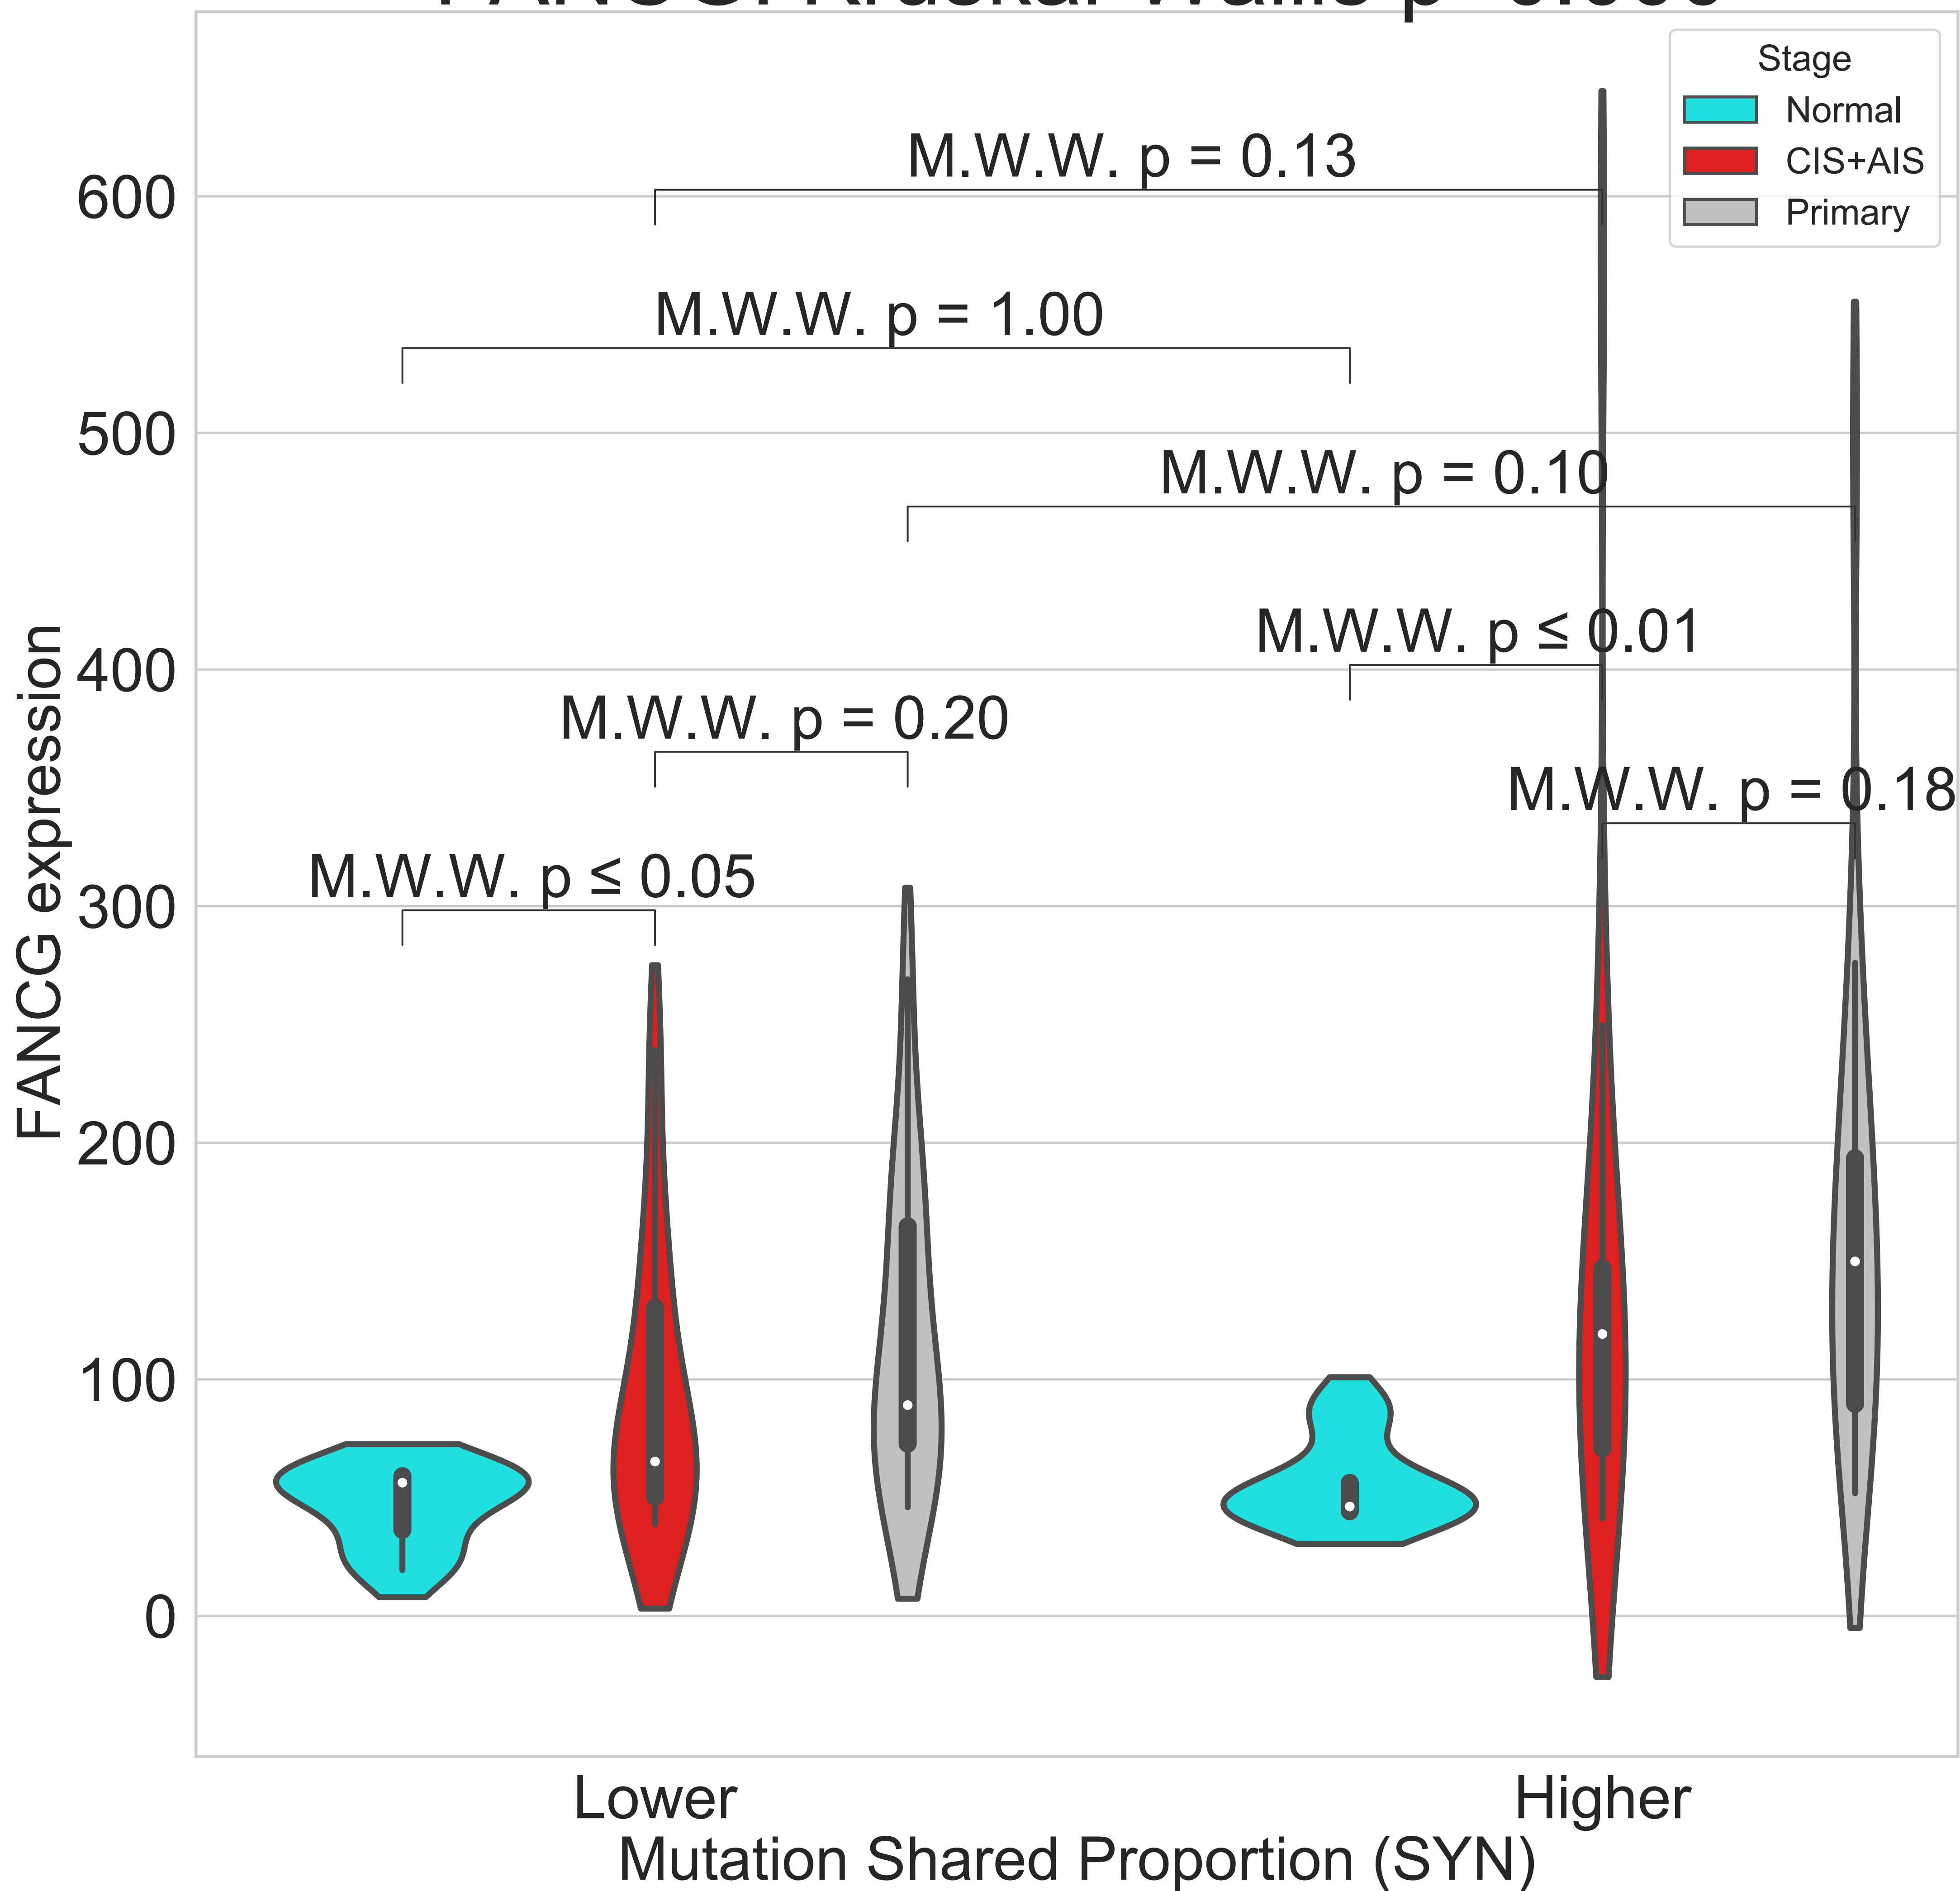 Stage
Normal
CIS+AIS
Primary
M.W.W. p = 0.13
M.W.W. p = 1.00
M.W.W. p = 0.10
M.W.W. p ≤ 0.01
M.W.W. p = 0.20
M.W.W. p = 0.18
M.W.W. p ≤ 0.05
FANCG expression
600
500
400
300
200
100
0
Lower
Higher
Mutation Shared Proportion (SYN)